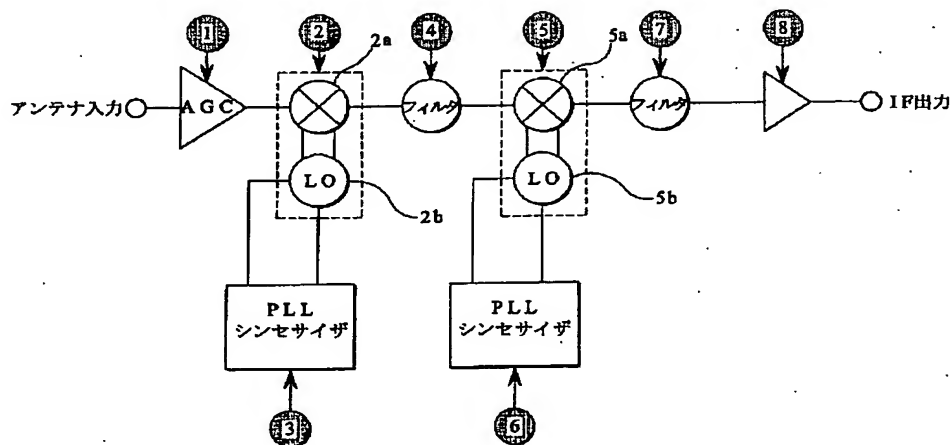 1 2 2a 4 5 5a 7 8
アンテナ入力 AGC フィルタ フィルタ IF出力
LO 2b LO 5b
PLL PLL
シンセサイザ シンセサイザ
3 6